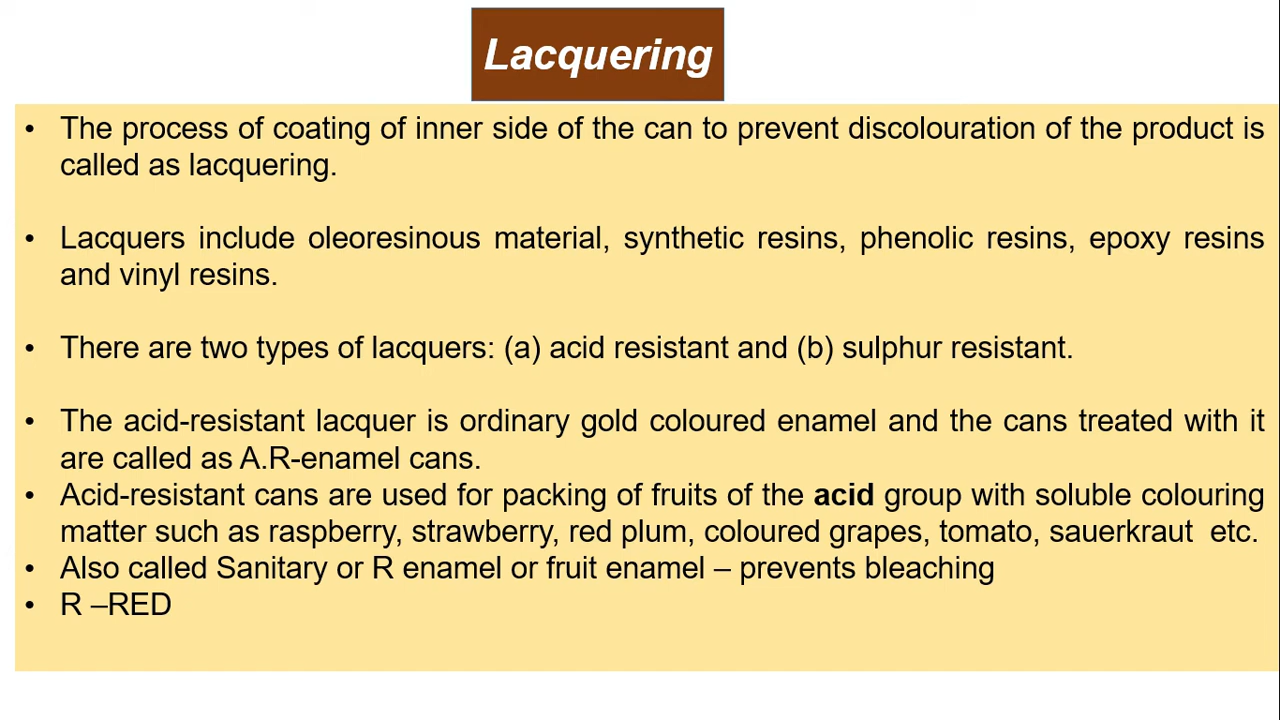 Lacquering
• The process of coating of inner side of the can to prevent discolouration of the product is
called as lacquering.
• Lacquers include oleoresinous material, synthetic resins, phenolic resins, epoxy resins
and vinyl resins.
• There are two types of lacquers: (a) acid resistant and (b) sulphur resistant.
• The acid-resistant lacquer is ordinary gold coloured enamel and the cans treated with it
are called as A.R-enamel cans.
• Acid-resistant cans are used for packing of fruits of the acid group with soluble colouring
matter such as raspberry, strawberry, red plum, coloured grapes, tomato, sauerkraut etc.
• Also called Sanitary or R enamel or fruit enamel – prevents bleaching
• R –RED